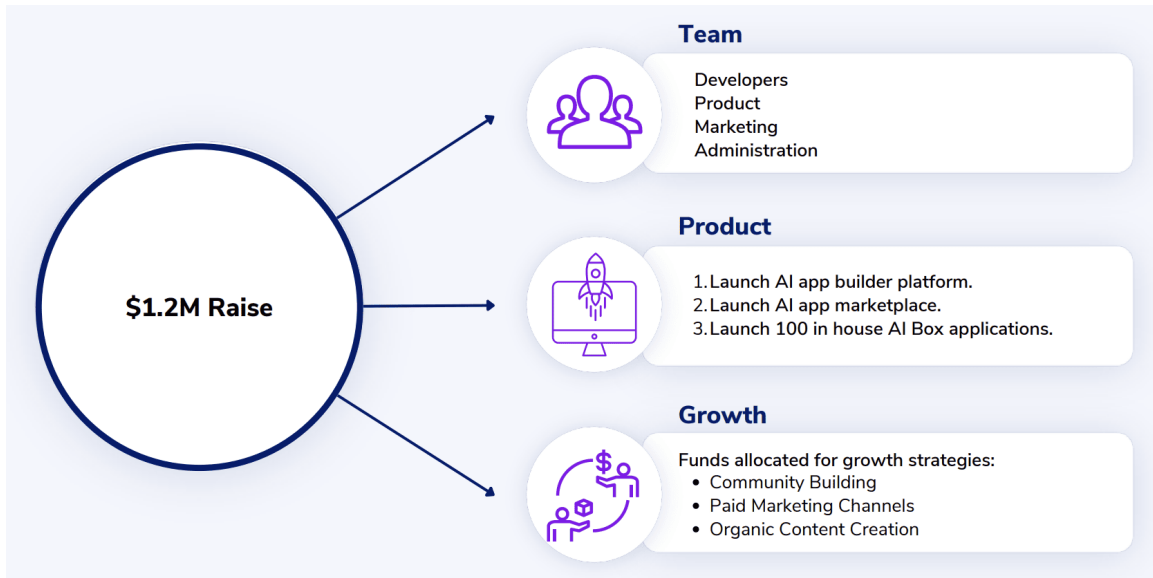 Team
Developers
Product
Marketing
Administration
$1.2M Raise
Product
1.Launch AI app builder platform.
2.Launch AI app marketplace.
3.Launch 100 in house AI Box applications.
Growth
Funds allocated for growth strategies:
• Community Building
• Paid Marketing Channels
• Organic Content Creation